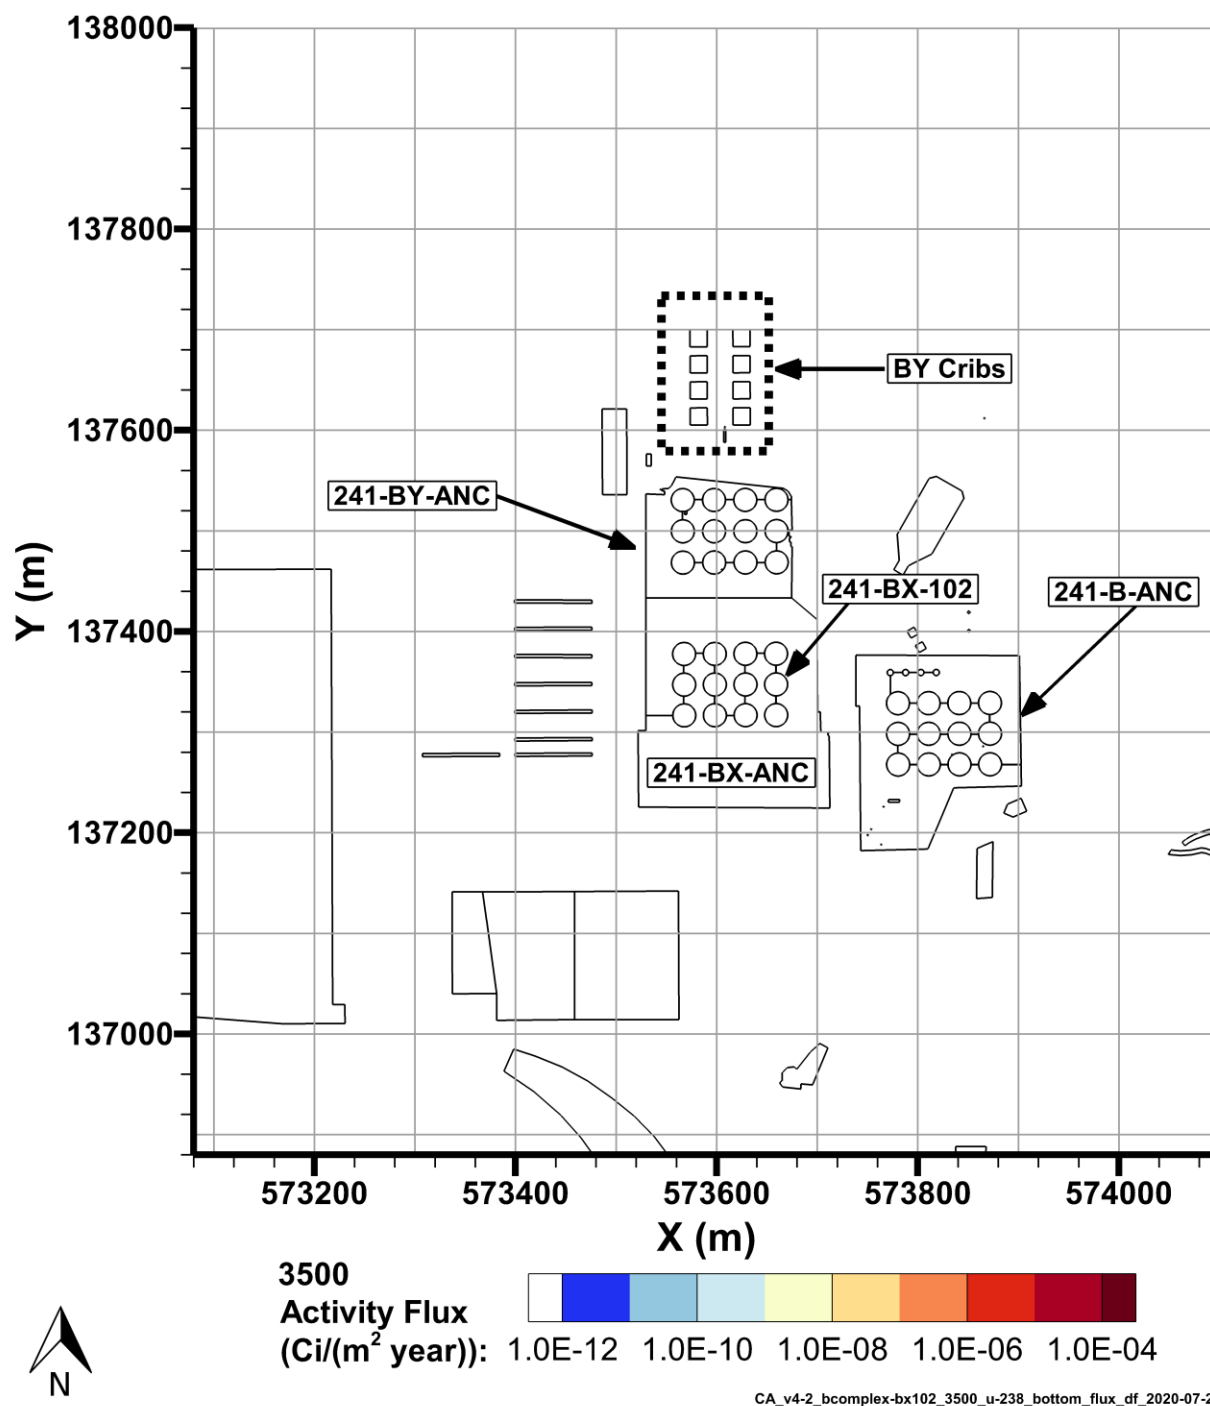 138000
137800
BY Cribs
137600
241-BY-ANC
Y (m)
241-BX-102
241-B-ANC
137400
241-BX-ANC
137200
137000
573200 573400 573600 573800 574000
X (m)
3500
Activity Flux
(Ci/(m² year)): 1.0E-12 1.0E-10 1.0E-08 1.0E-06 1.0E-04
N
CA_v4-2_bcomplex-bx102_3500_u-238_bottom_flux_df_2020-07-2